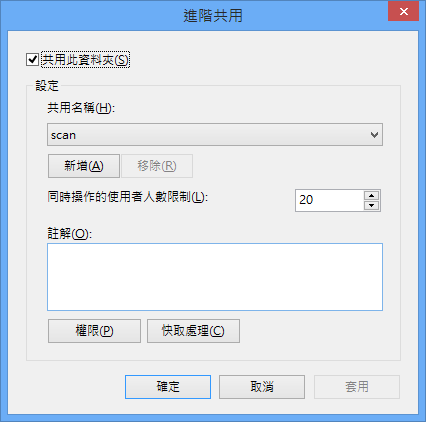 進階共用
共用此資料夾(S)
設定
共用名稱(H):
scan
新增(A) 移除(R)
同時操作的使用者人數限制(L): 20
註解(O):
權限(P) 快取處理(C)
確定 取消 套用